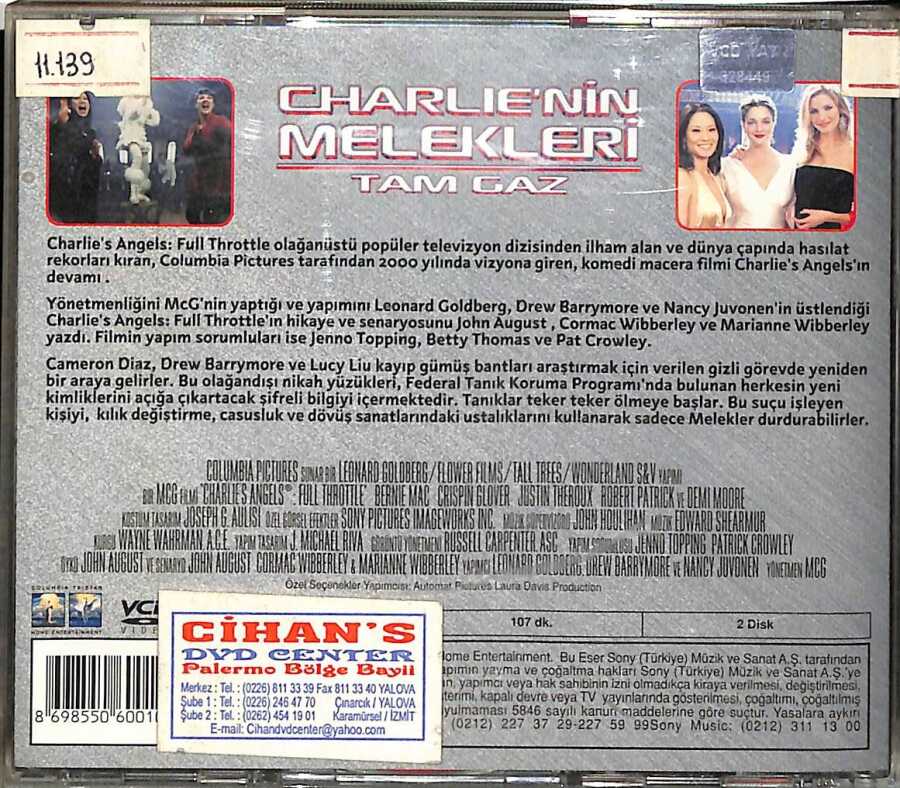 11.139
VCD
328449
CHARLIE'NİN
MELEKLERİ
TAM GAZ
Charlie's Angels: Full Throttle olağanüstü popüler televizyon dizisinden ilham alan ve dünya çapında hasılat
rekorları kıran, Columbia Pictures tarafından 2000 yılında vizyona giren, komedi macera filmi Charlie's Angels'ın
devamı .
Yönetmenliğini McG'nin yaptığı ve yapımını Leonard Goldberg, Drew Barrymore ve Nancy Juvonen'in üstlendiği
Charlie's Angels: Full Throttle'ın hikaye ve senaryosunu John August , Cormac Wibberley ve Marianne Wibberley
yazdı. Filmin yapım sorumluları ise Jenno Topping, Betty Thomas ve Pat Crowley.
Cameron Diaz, Drew Barrymore ve Lucy Liu kayıp gümüş bantları araştırmak için verilen gizli görevde yeniden
bir araya gelirler. Bu olağandışı nikah yüzükleri, Federal Tanık Koruma Programı'nda bulunan herkesin yeni
kimliklerini açığa çıkartacak şifreli bilgiyi içermektedir. Tanıklar teker teker ölmeye başlar. Bu suçu işleyen
kişiyi, kılık değiştirme, casusluk ve dövüş sanatlarındaki ustalıklarını kullanarak sadece Melekler durdurabilirler.
COLUMBIA PICTURES SUNAR BİR LEONARD GOLDBERG/FLOWER FILMS/TALL TREES/WONDERLAND S&V YAPIMI
BİR MCG FİLMİ "CHARLIE'S ANGELS®: FULL THROTTLE" BERNIE MAC CRISPIN GLOVER JUSTIN THEROUX ROBERT PATRICK VE DEMI MOORE
KOSTÜM TASARIM JOSEPH G. AULISI ÖZEL GÖRSEL EFEKTLER SONY PICTURES IMAGEWORKS INC. MÜZİK SÜPERVİZÖRÜ JOHN HOULIHAN MÜZİK EDWARD SHEARMUR
KURGU WAYNE WAHRMAN A.C.E. YAPIM TASARIM J. MICHAEL RIVA GÖRÜNTÜ YÖNETMENİ RUSSELL CARPENTER ASC YAPIM SORUMLUSU JENNO TOPPING PATRICK CROWLEY
ÖYKÜ JOHN AUGUST VE SENARYO JOHN AUGUST CORMAC WIBBERLEY & MARIANNE WIBBERLEY YAPIMCI LEONARD GOLDBERG, DREW BARRYMORE VE NANCY JUVONEN YÖNETMEN MCG
Özel Seçenekler Yapımcısı: Automat Pictures Laura Davis Production
COLUMBIA TRISTAR
HOME ENTERTAINMENT
VCD
VIDE
107 dk.
2 Disk
CİHAN'S
DVD CENTER
Palermo Bölge Bayii
Merkez : Tel. : (0226) 811 33 39 Fax 811 33 40 YALOVA
Şube 1 : Tel. : (0226) 246 47 70 Çınarcık / YALOVA
Şube 2 : Tel. : (0262) 454 19 01 Karamürsel / İZMİT
E-mail: Cihandvdcenter@yahoo.com
8 698550 60010
Home Entertainment. Bu Eser Sony (Türkiye) Müzik ve Sanat A.Ş. tarafından
yapımın yayma ve çoğaltma hakları Sony (Türkiye) Müzik ve Sanat A.Ş.'ye
yapımcı veya hak sahibinin izni olmadıkça kiraya verilmesi, değiştirilmesi,
kapalı devre veya TV yayınlarında gösterilmesi, çoğaltımı, çoğaltılmış
5846 sayılı kanun maddelerine göre suçtur. Yasalara aykırı
(0212) 227 37 29-227 59 99 Sony Music: (0212) 311 13 00